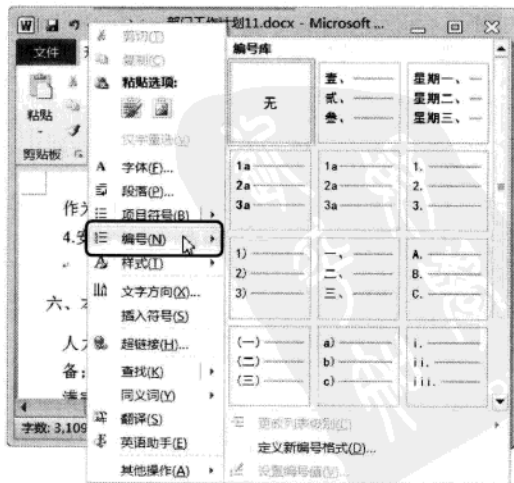 部门工作计划11.docx - Microsoft ...
文件
粘贴
剪贴板
作为
4.安
六、
人力
备：
字数: 3,109
剪切(T)
复制(C)
粘贴选项:
汉字重选(V)
字体(F)...
段落(P)...
项目符号(B)
编号(N)
样式(T)
文字方向(X)...
插入符号(S)
超链接(H)...
查找(K)
同义词(Y)
翻译(S)
英语助手(E)
其他操作(A)
编号库
无
壹、
贰、
叁、
星期一、
星期二、
星期三、
1a
2a
3a
1a
2a
3a
1.
2.
3.
1)
2)
3)
一、
二、
三、
A.
B.
C.
(一)
(二)
(三)
a)
b)
c)
i.
ii.
iii.
更改列表级别(C)
定义新编号格式(D)...
设置编号值(V)...